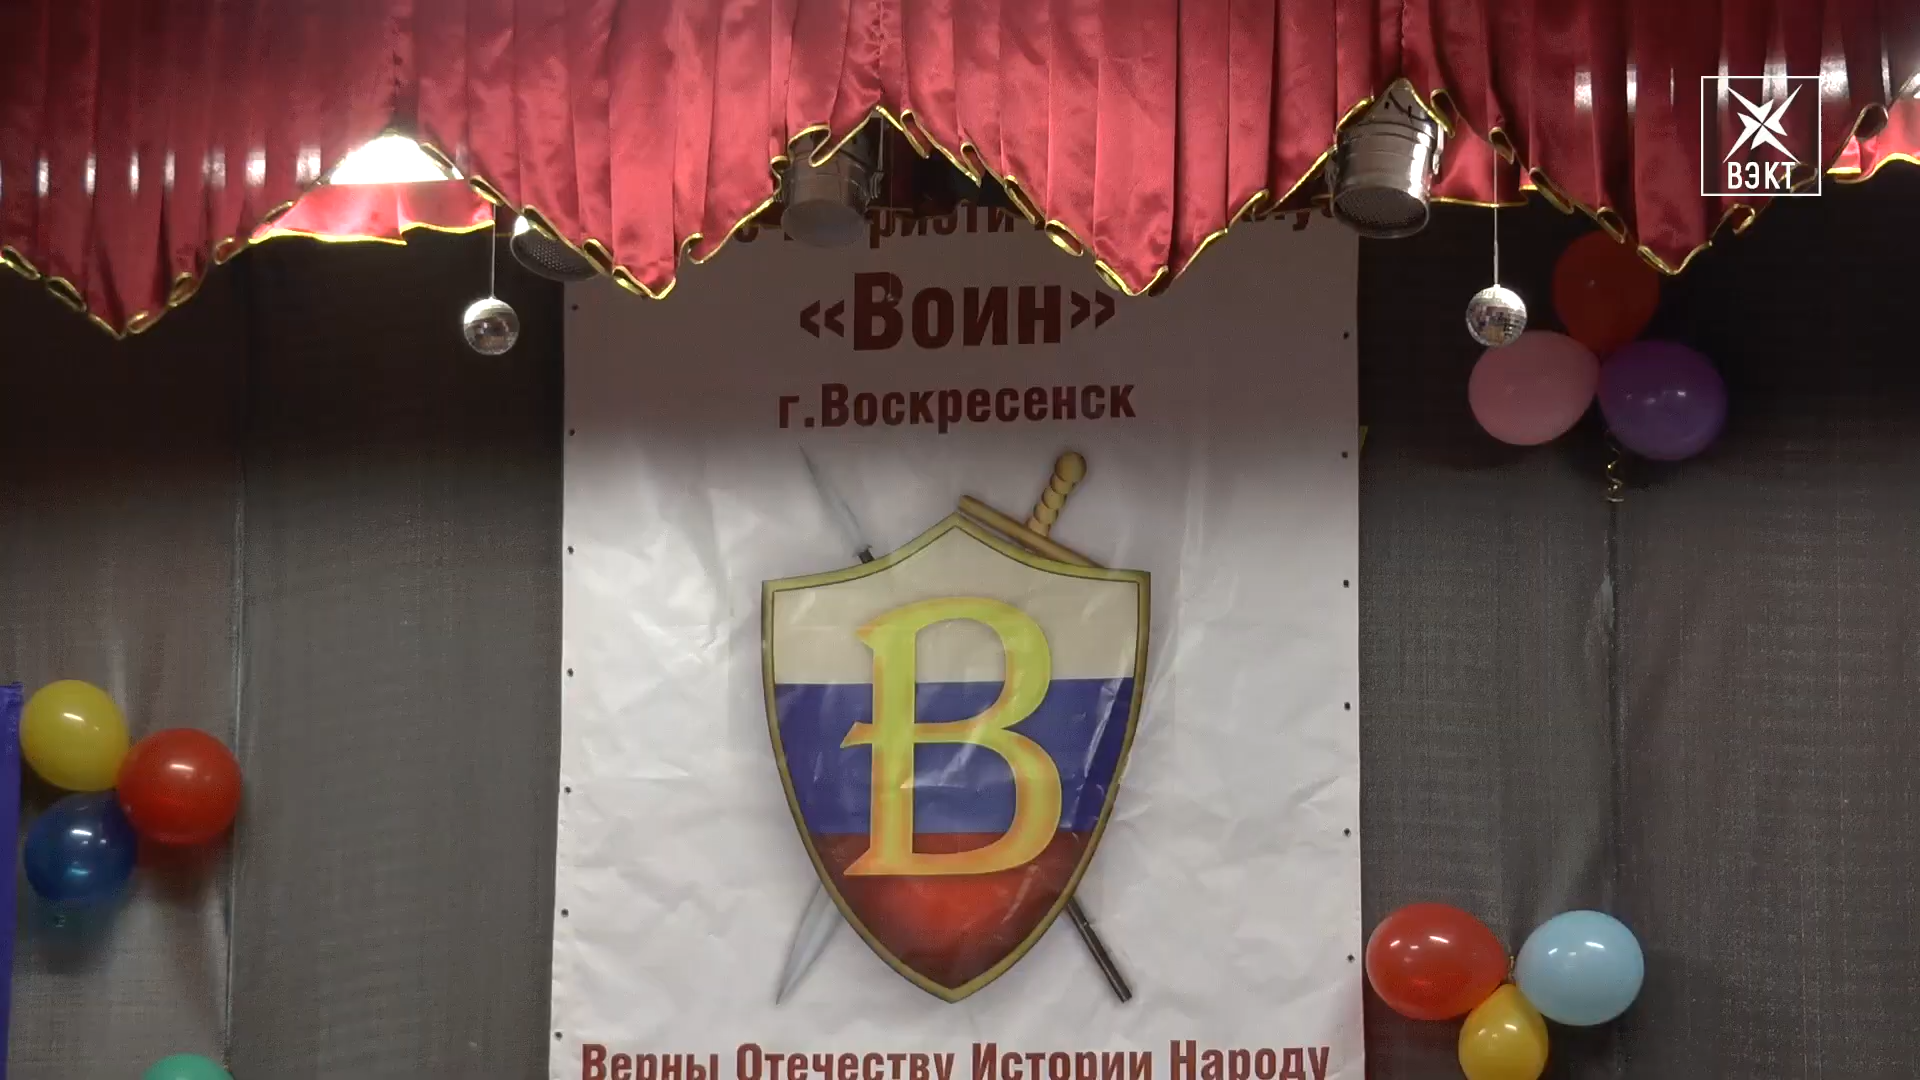 «Воин»
г.Воскресенск
В
Верны Отечеству Истории Народу
ВЭКТ